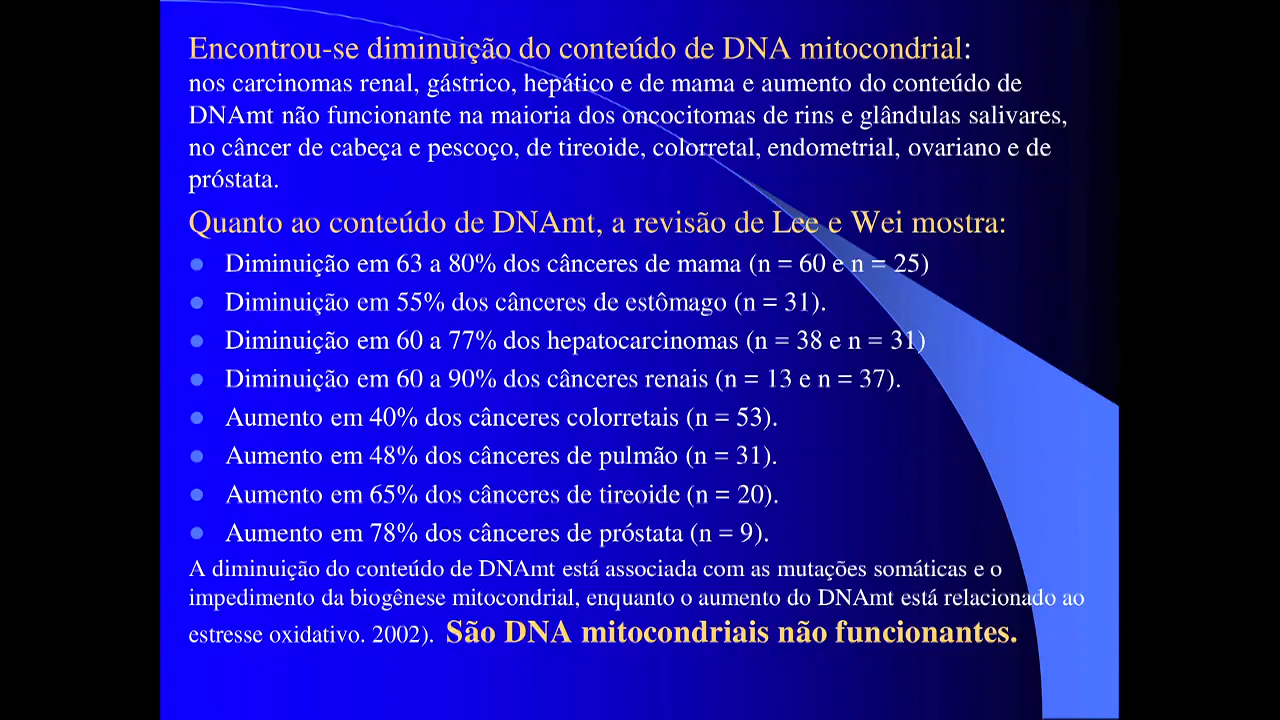 Encontrou-se diminuição do conteúdo de DNA mitocondrial:
nos carcinomas renal, gástrico, hepático e de mama e aumento do conteúdo de
DNAmt não funcionante na maioria dos oncocitomas de rins e glândulas salivares,
no câncer de cabeça e pescoço, de tireoide, colorretal, endometrial, ovariano e de
próstata.
Quanto ao conteúdo de DNAmt, a revisão de Lee e Wei mostra:
● Diminuição em 63 a 80% dos cânceres de mama (n = 60 e n = 25)
● Diminuição em 55% dos cânceres de estômago (n = 31).
● Diminuição em 60 a 77% dos hepatocarcinomas (n = 38 e n = 31)
● Diminuição em 60 a 90% dos cânceres renais (n = 13 e n = 37).
● Aumento em 40% dos cânceres colorretais (n = 53).
● Aumento em 48% dos cânceres de pulmão (n = 31).
● Aumento em 65% dos cânceres de tireoide (n = 20).
● Aumento em 78% dos cânceres de próstata (n = 9).
A diminuição do conteúdo de DNAmt está associada com as mutações somáticas e o
impedimento da biogênese mitocondrial, enquanto o aumento do DNAmt está relacionado ao
estresse oxidativo. 2002). São DNA mitocondriais não funcionantes.